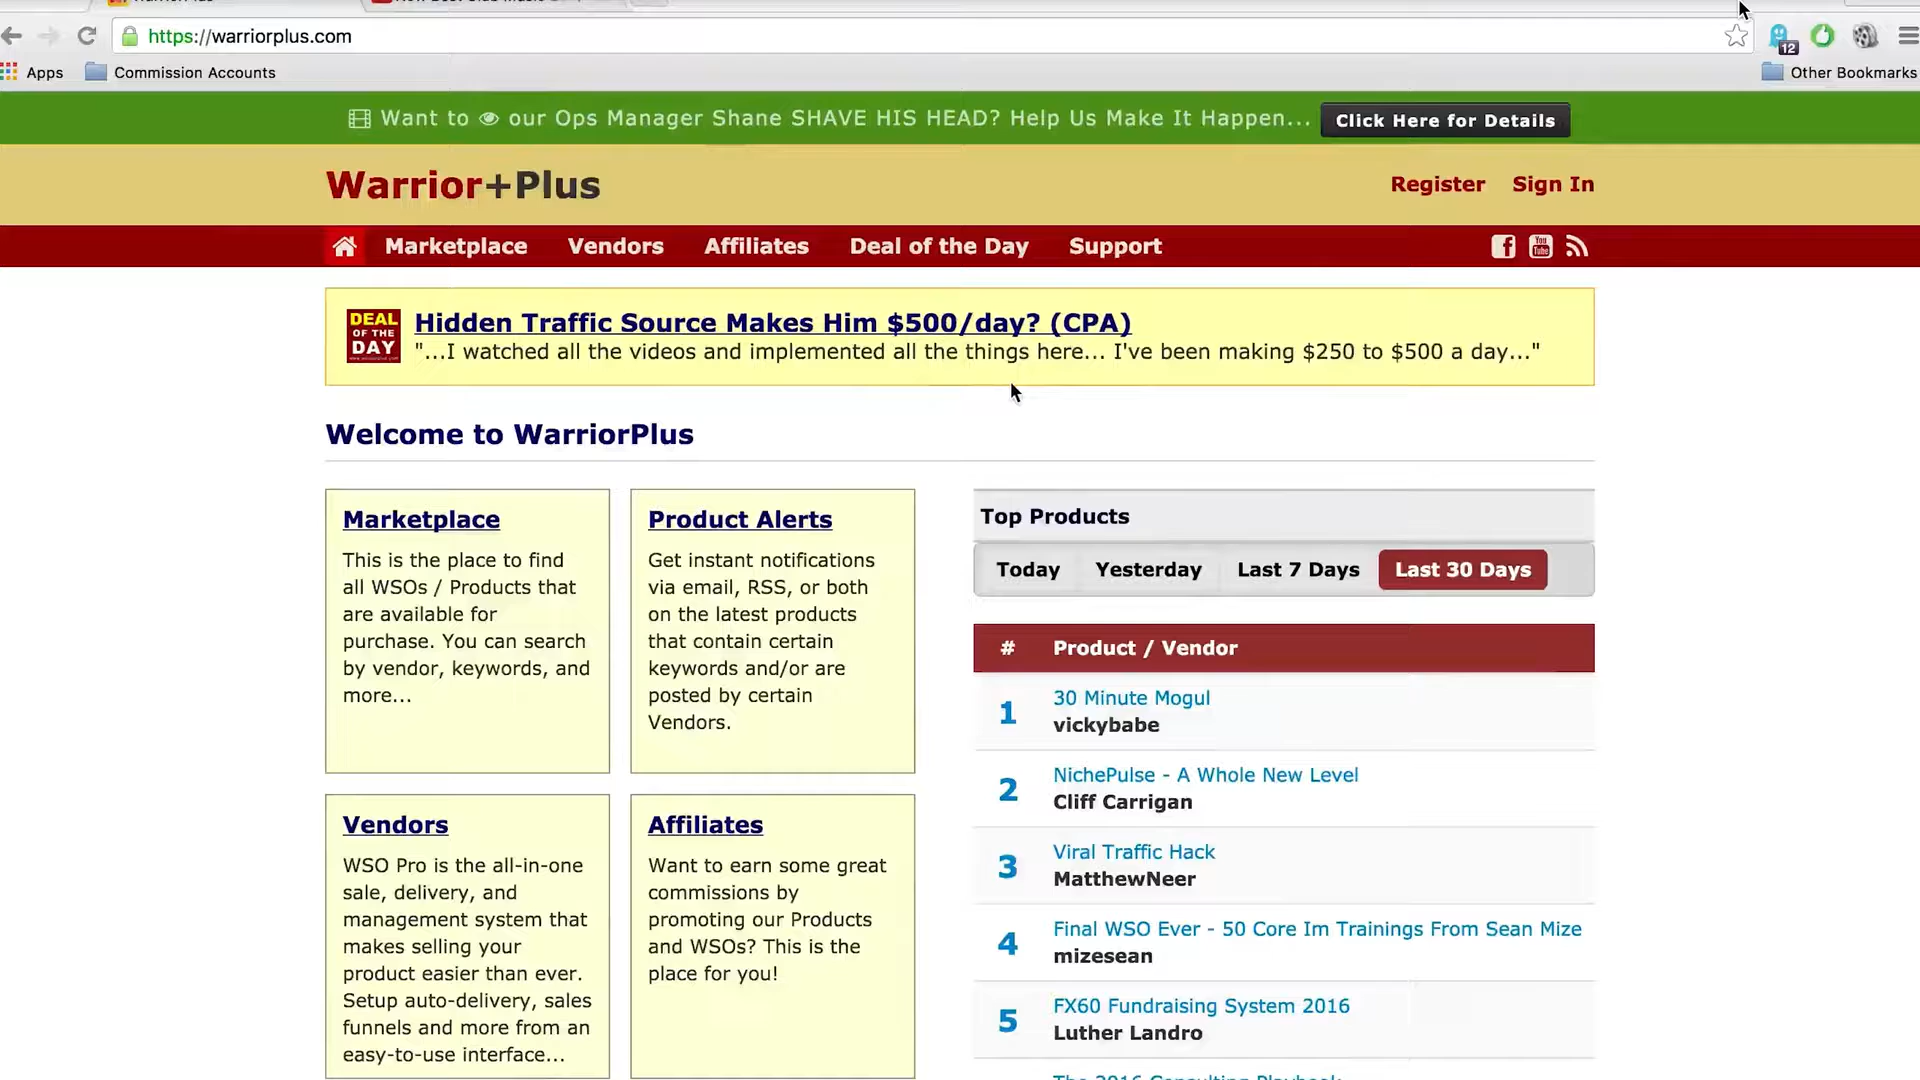 https://warriorplus.com
12
Apps
Commission Accounts
Other Bookmarks
Want to our Ops Manager Shane SHAVE HIS HEAD? Help Us Make It Happen...
Click Here for Details
Warrior+Plus
Register
Sign In
Marketplace
Vendors
Affiliates
Deal of the Day
Support
You
Tube
DEAL
OF THE
DAY
Hidden Traffic Source Makes Him $500/day? (CPA)
"...I watched all the videos and implemented all the things here... I've been making $250 to $500 a day..."
Welcome to WarriorPlus
Marketplace
This is the place to find
all WSOs / Products that
are available for
purchase. You can search
by vendor, keywords, and
more...
Product Alerts
Get instant notifications
via email, RSS, or both
on the latest products
that contain certain
keywords and/or are
posted by certain
Vendors.
Vendors
WSO Pro is the all-in-one
sale, delivery, and
management system that
makes selling your
product easier than ever.
Setup auto-delivery, sales
funnels and more from an
easy-to-use interface...
Affiliates
Want to earn some great
commissions by
promoting our Products
and WSOs? This is the
place for you!
Top Products
Today
Yesterday
Last 7 Days
Last 30 Days
# Product / Vendor
1
30 Minute Mogul
vickybabe
2
NichePulse - A Whole New Level
Cliff Carrigan
3
Viral Traffic Hack
MatthewNeer
4
Final WSO Ever - 50 Core Im Trainings From Sean Mize
mizesean
5
FX60 Fundraising System 2016
Luther Landro
The 2016 Consulting Playbook